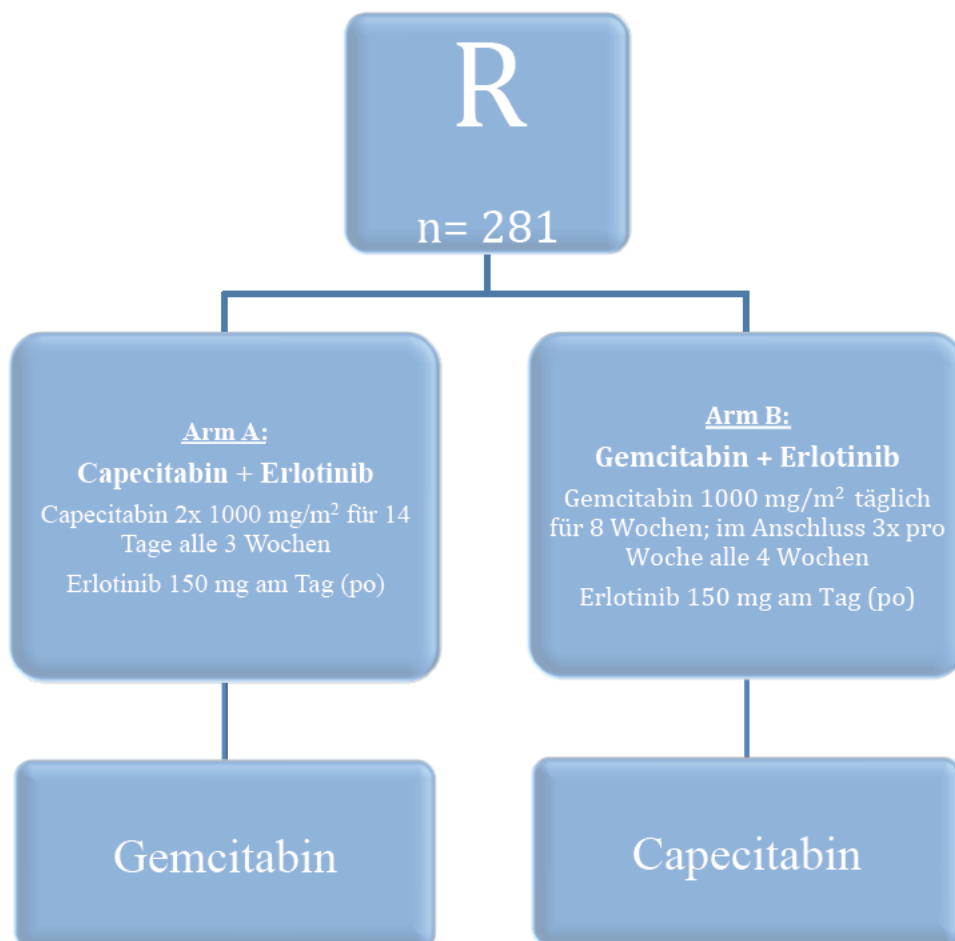 R
n= 281
Arm A:
Capecitabin + Erlotinib
Capecitabin 2x 1000 mg/m² für 14
Tage alle 3 Wochen
Erlotinib 150 mg am Tag (po)
Arm B:
Gemcitabin + Erlotinib
Gemcitabin 1000 mg/m² täglich
für 8 Wochen; im Anschluss 3x pro
Woche alle 4 Wochen
Erlotinib 150 mg am Tag (po)
Gemcitabin
Capecitabin